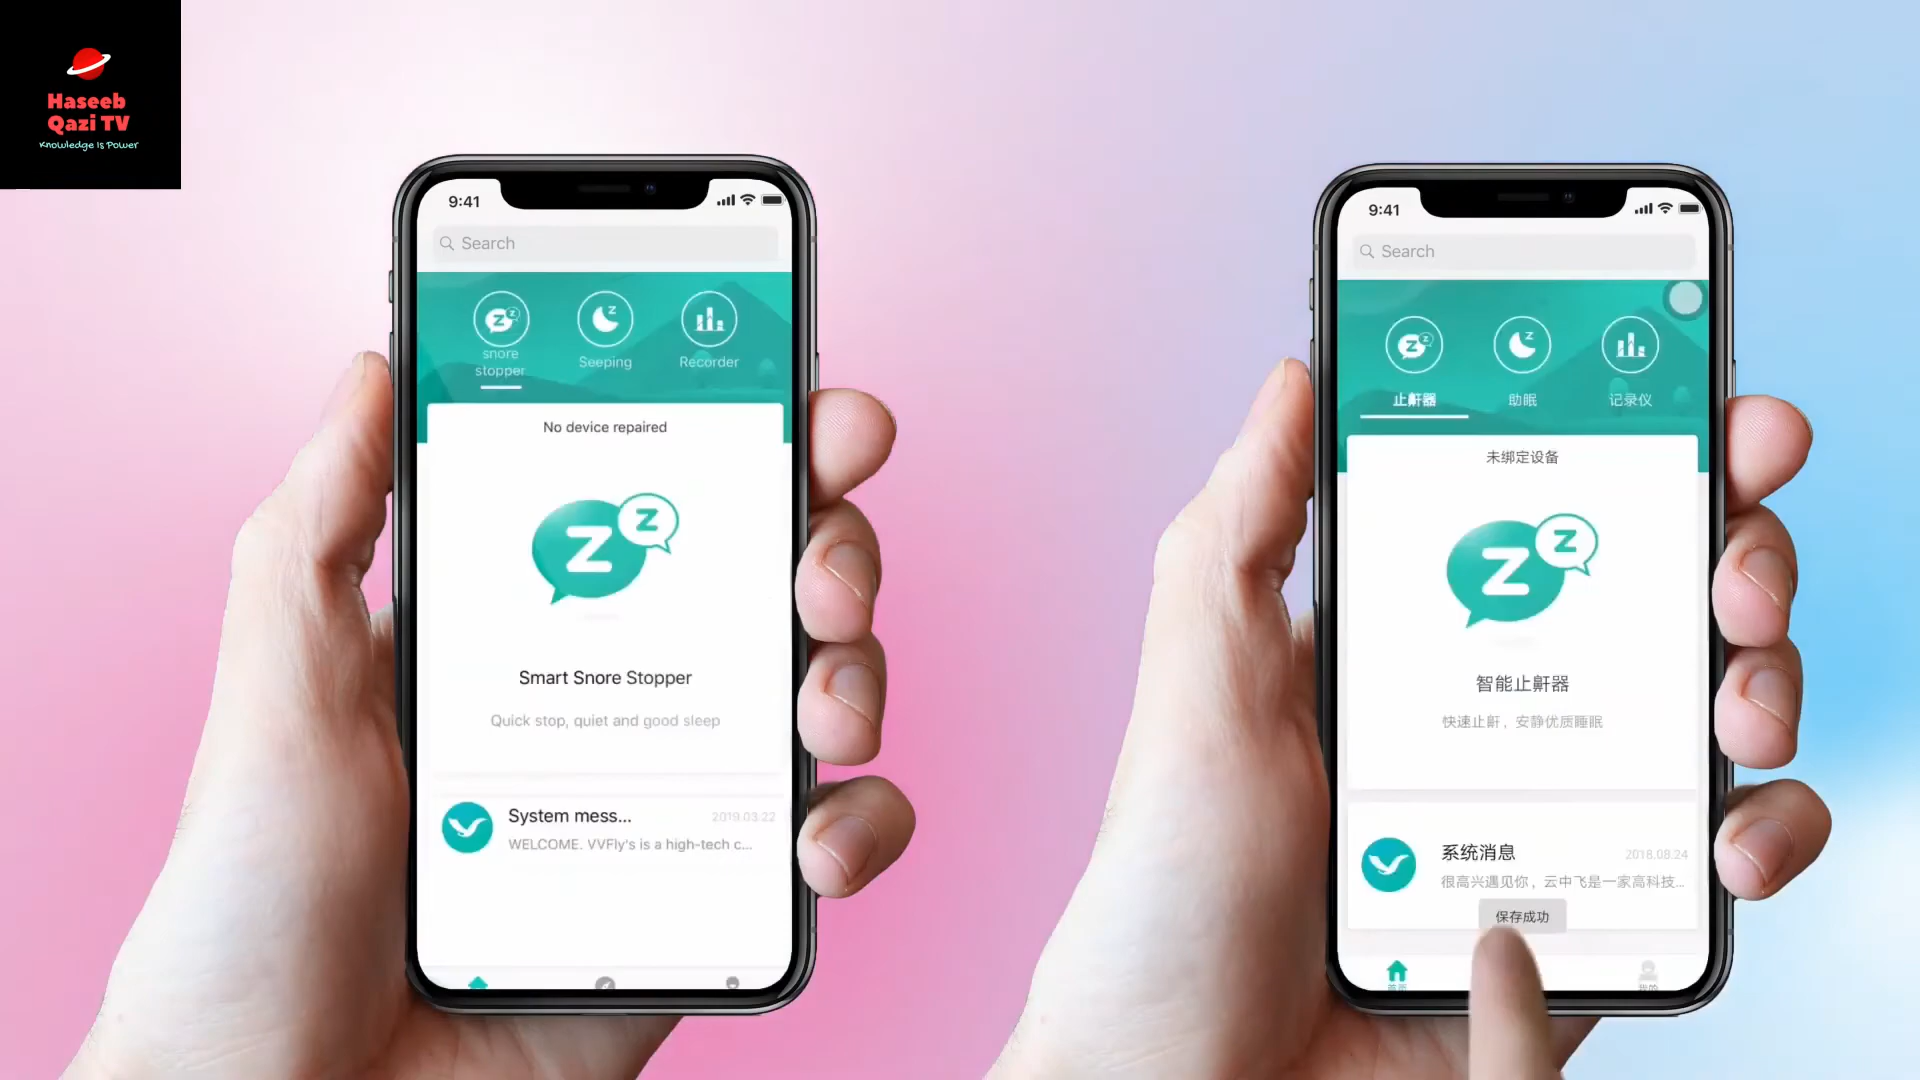 Haseeb
Qazi TV
Knowledge Is Power
9:41
Search
snore
stopper
Seeping
Recorder
No device repaired
z
z
Smart Snore Stopper
Quick stop, quiet and good sleep
System mess...
2019.03.22
WELCOME. VVFly's is a high-tech c...
9:41
Search
止鼾器
助眠
记录仪
未绑定设备
z
z
智能止鼾器
快速止鼾，安静优质睡眠
系统消息
2018.08.24
很高兴遇见你，云中飞是一家高科技...
保存成功
首页
我的